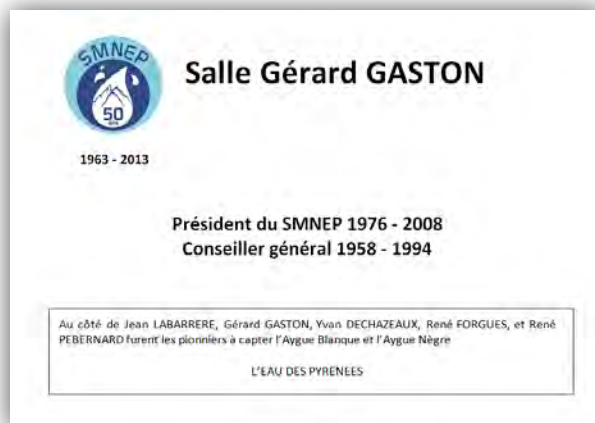 SMNEP
50
Salle Gérard GASTON
1963 - 2013
Président du SMNEP 1976 - 2008
Conseiller général 1958 - 1994
Au côté de Jean LABARRERE, Gérard GASTON, Yvan DECHAZEAUX, René FORGUES, et René
PEBERNARD furent les pionniers à capter l'Aygue Blanque et l'Aygue Nègre
L'EAU DES PYRENEES